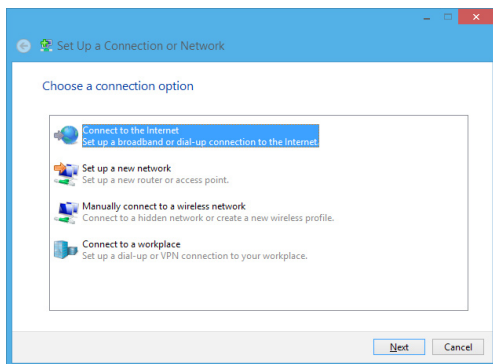 Set Up a Connection or Network
Choose a connection option
Connect to the Internet
Set up a broadband or dial-up connection to the Internet.
Set up a new network
Set up a new router or access point.
Manually connect to a wireless network
Connect to a hidden network or create a new wireless profile.
Connect to a workplace
Set up a dial-up or VPN connection to your workplace.
Next Cancel